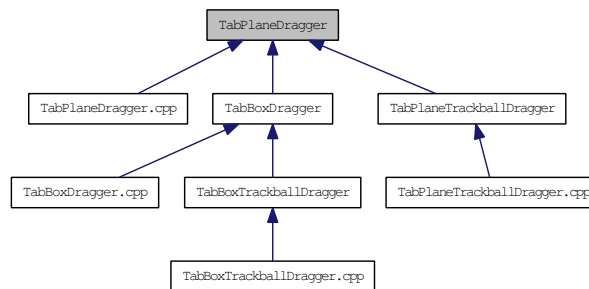 TabPlaneDragger
TabPlaneDragger.cpp
TabBoxDragger
TabPlaneTrackballDragger
TabBoxDragger.cpp
TabBoxTrackballDragger
TabPlaneTrackballDragger.cpp
TabBoxTrackballDragger.cpp